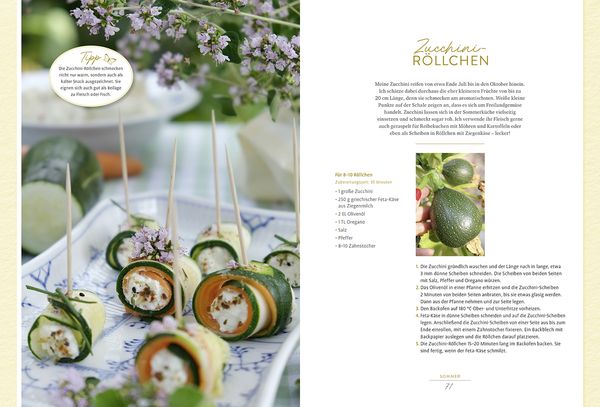 Tipp
Die Zucchini-Röllchen schmecken
nicht nur warm, sondern auch als
kalter Snack ausgezeichnet. Sie
eignen sich auch gut als Beilage
zu Fleisch oder Fisch.
Zucchini-
RÖLLCHEN
Meine Zucchini reifen von etwa Ende Juli bis in den Oktober hinein.
Ich schätze dabei durchaus die eher kleineren Früchte von bis zu
20 cm Länge, denn sie schmecken am aromatischsten. Weiße kleine
Punkte auf der Schale zeigen an, dass es sich um Freilandgemüse
handelt. Zucchini lassen sich in der Sommerküche vielseitig
einsetzen und schmeckt sogar roh. Ich verwende ihr Fleisch gerne
auch geraspelt für Reibekuchen mit Möhren und Kartoffeln oder
eben als Scheiben in Röllchen mit Ziegenkäse – lecker!
Für 8–10 Röllchen
Zubereitungszeit: 35 Minuten
• 1 große Zucchini
• 250 g griechischer Feta-Käse
aus Ziegenmilch
• 2 EL Olivenöl
• 1 TL Oregano
• Salz
• Pfeffer
• 8–10 Zahnstocher
1. Die Zucchini gründlich waschen und der Länge nach in lange, etwa
3 mm dünne Scheiben schneiden. Die Scheiben von beiden Seiten
mit Salz, Pfeffer und Oregano würzen.
2. Das Olivenöl in einer Pfanne erhitzen und die Zucchini-Scheiben
2 Minuten von beiden Seiten anbraten, bis sie etwas glasig werden.
Dann aus der Pfanne nehmen und zur Seite legen.
3. Den Backofen auf 180 °C Ober- und Unterhitze vorheizen.
4. Feta-Käse in dünne Scheiben schneiden und auf die Zucchini-Scheiben
legen. Anschließend die Zucchini-Scheiben von einer Seite aus bis zum
Ende einrollen, mit einem Zahnstocher fixieren. Ein Backblech mit
Backpapier auslegen und die Röllchen darauf platzieren.
5. Die Zucchini-Röllchen 15–20 Minuten lang im Backofen backen. Sie
sind fertig, wenn der Feta-Käse schmilzt.
SOMMER
71